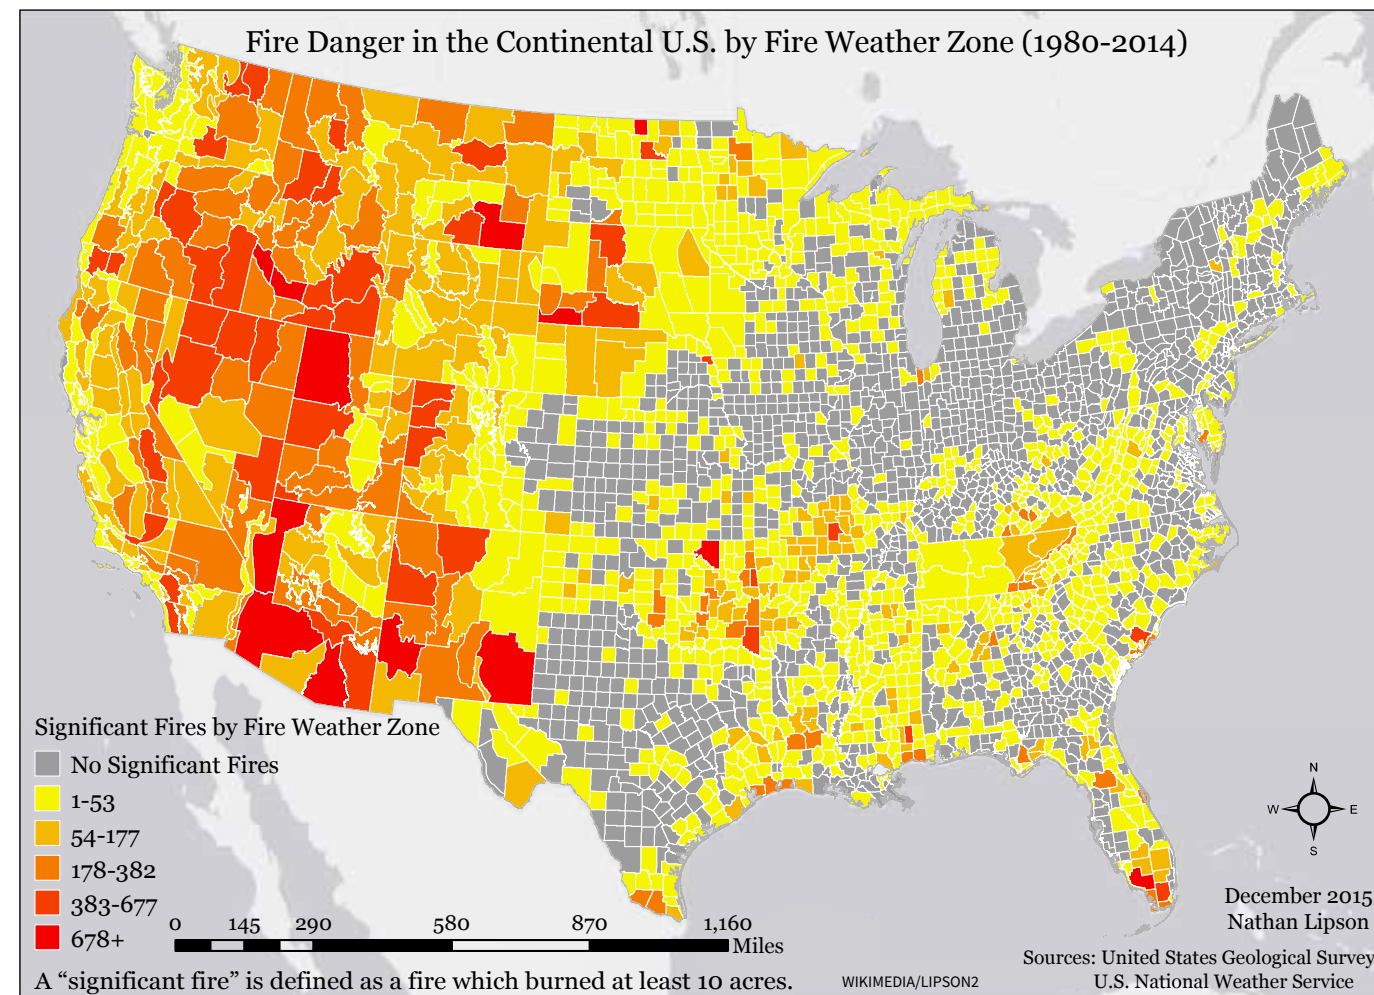 Fire Danger in the Continental U.S. by Fire Weather Zone (1980-2014)
Significant Fires by Fire Weather Zone
No Significant Fires
1-53
54-177
178-382
383-677
678+
0 145 290 580 870 1,160
Miles
A “significant fire” is defined as a fire which burned at least 10 acres.
WIKIMEDIA/LIPSON2
N
W E
S
December 2015
Nathan Lipson
Sources: United States Geological Survey
U.S. National Weather Service